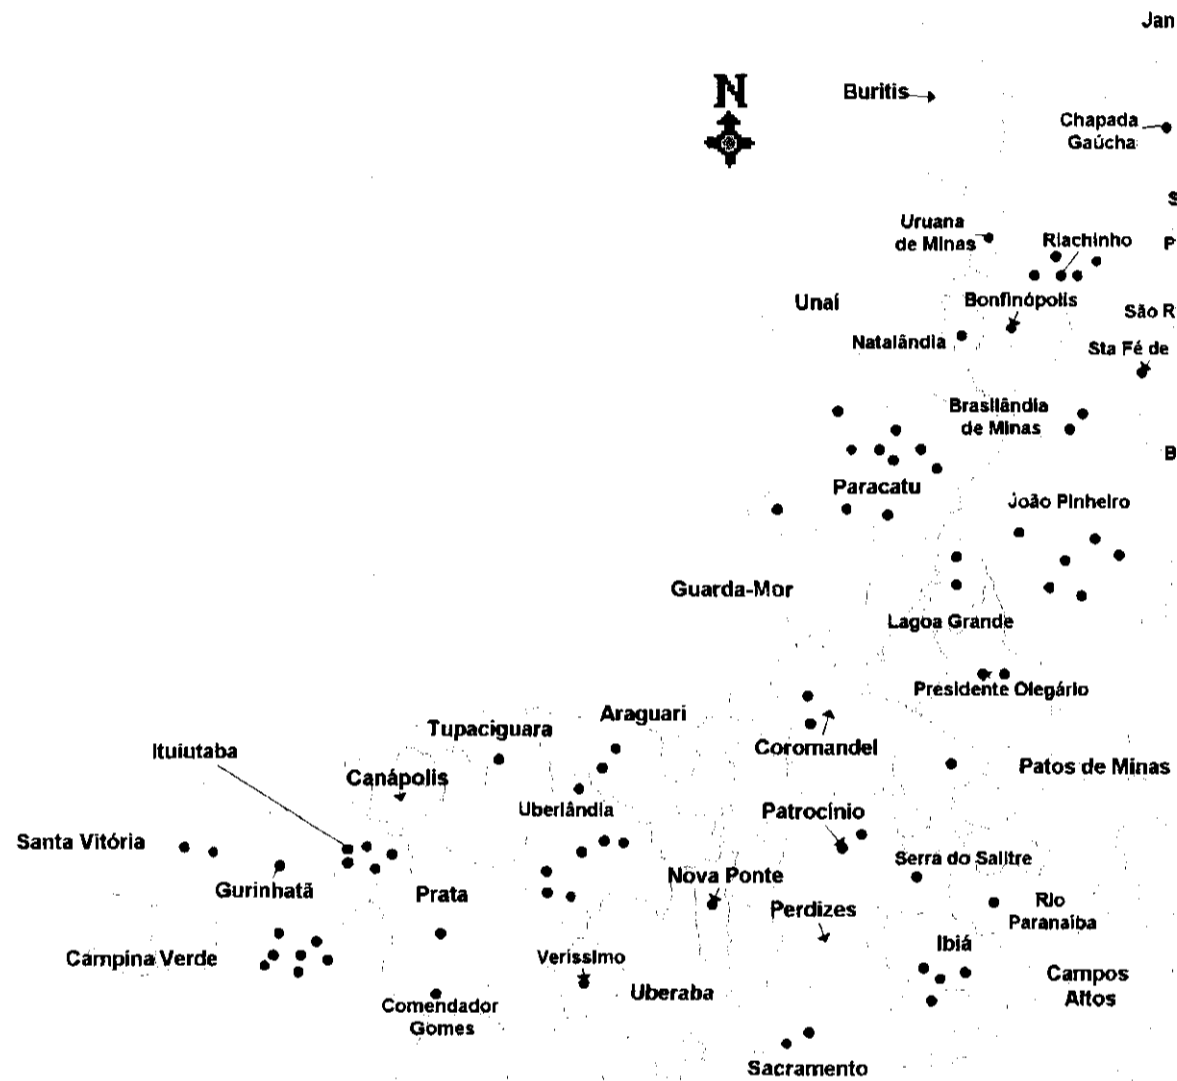 Jan
N
Buritis
Chapada
Gaúcha
S
Uruana
de Minas
Riachinho
P
Unaí
Bonfinópolis
São R
Natalândia
Sta Fé de
Brasilândia
de Minas
B
Paracatu
João Pinheiro
Guarda-Mor
Lagoa Grande
Presidente Olegário
Araguari
Tupaciguara
Coromandel
Ituiutaba
Canápolis
Patos de Minas
Uberlândia
Patrocínio
Santa Vitória
Serra do Salitre
Gurinhatã
Prata
Nova Ponte
Perdizes
Rio
Paranaíba
Ibiá
Campina Verde
Veríssimo
Uberaba
Campos
Altos
Comendador
Gomes
Sacramento